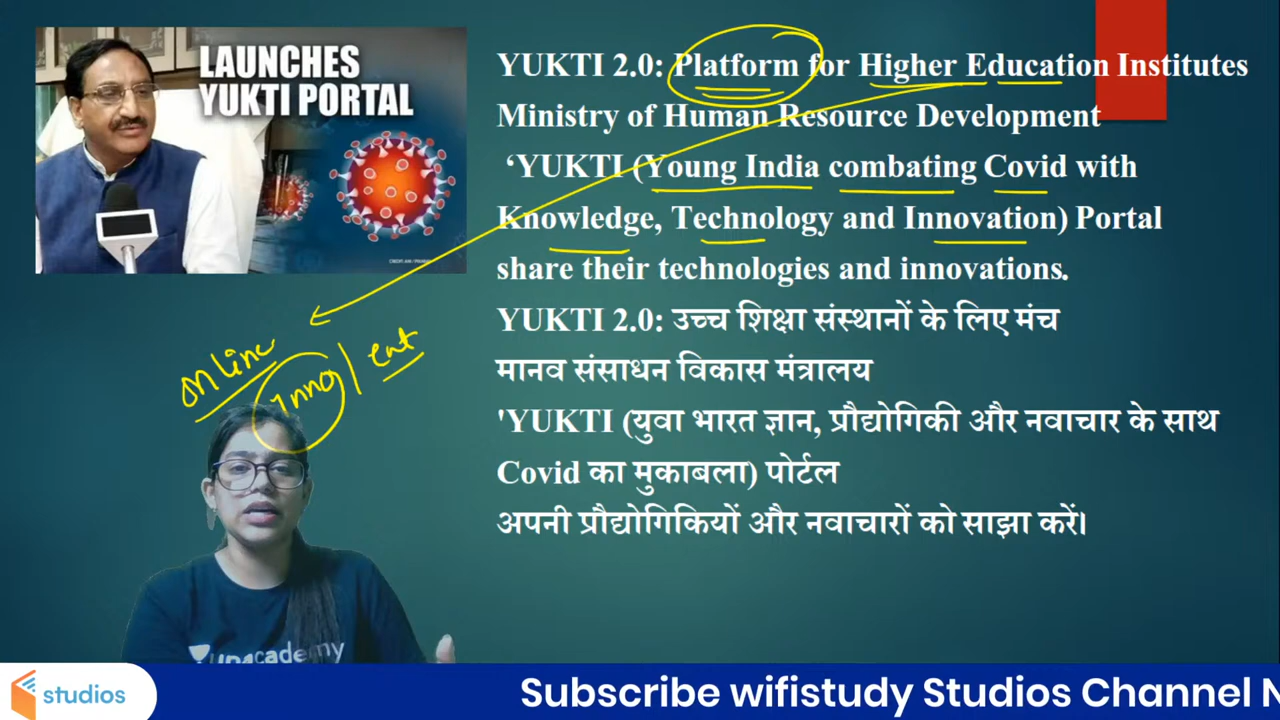 LAUNCHES
YUKTI PORTAL
YUKTI 2.0: Platform for Higher Education Institutes
Ministry of Human Resource Development
‘YUKTI (Young India combating Covid with
Knowledge, Technology and Innovation) Portal
share their technologies and innovations.
YUKTI 2.0: उच्च शिक्षा संस्थानों के लिए मंच
मानव संसाधन विकास मंत्रालय
'YUKTI (युवा भारत ज्ञान, प्रौद्योगिकी और नवाचार के साथ
Covid का मुकाबला) पोर्टल
अपनी प्रौद्योगिकियों और नवाचारों को साझा करें।
online
Inno / ent
unacademy
studios
Subscribe wifistudy Studios Channel N